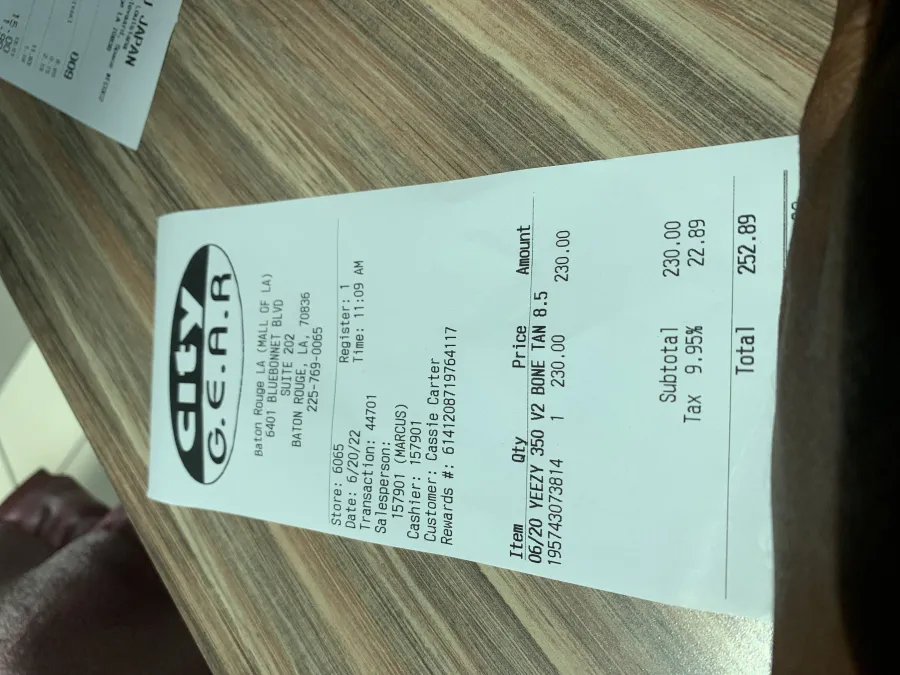 J JAPAN
009
15.00
City
G.E.A.R
Baton Rouge LA (MALL OF LA)
6401 BLUEBONNET BLVD
SUITE 202
BATON ROUGE, LA, 70836
225-769-0065
Store: 6065 Register: 1
Date: 6/20/22 Time: 11:09 AM
Transaction: 44701
Salesperson:
157901 (MARCUS)
Cashier: 157901
Customer: Cassie Carter
Rewards #: 6141208719764117
Item Qty Price Amount
06/20 YEEZY 350 V2 BONE TAN 8.5
195743073814 1 230.00 230.00
Subtotal 230.00
Tax 9.95% 22.89
Total 252.89